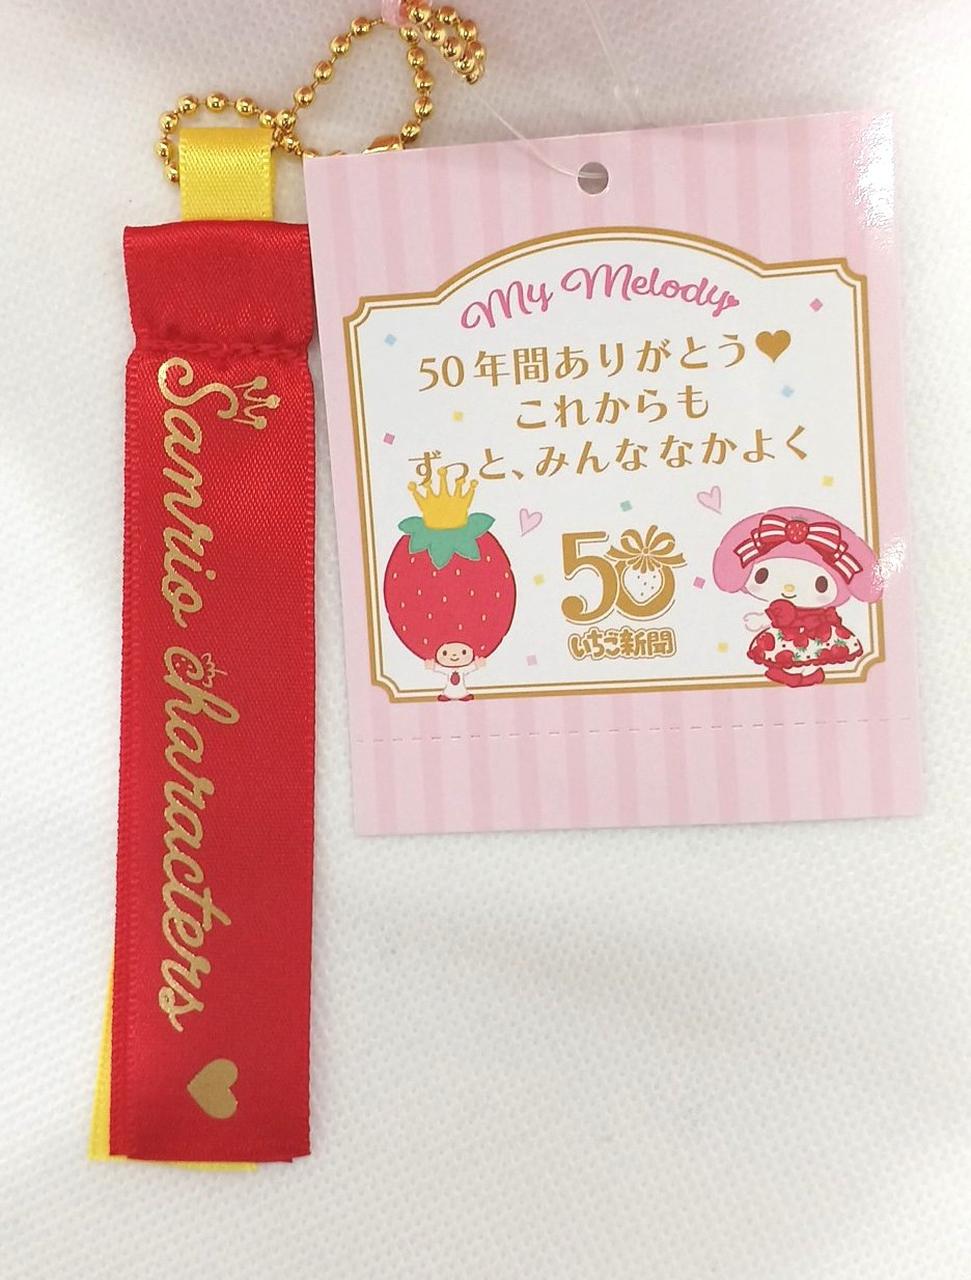 Sanrio characters
My Melody
50年間ありがとう♥
これからも
ずっと、みんななかよく
50
いちご新聞